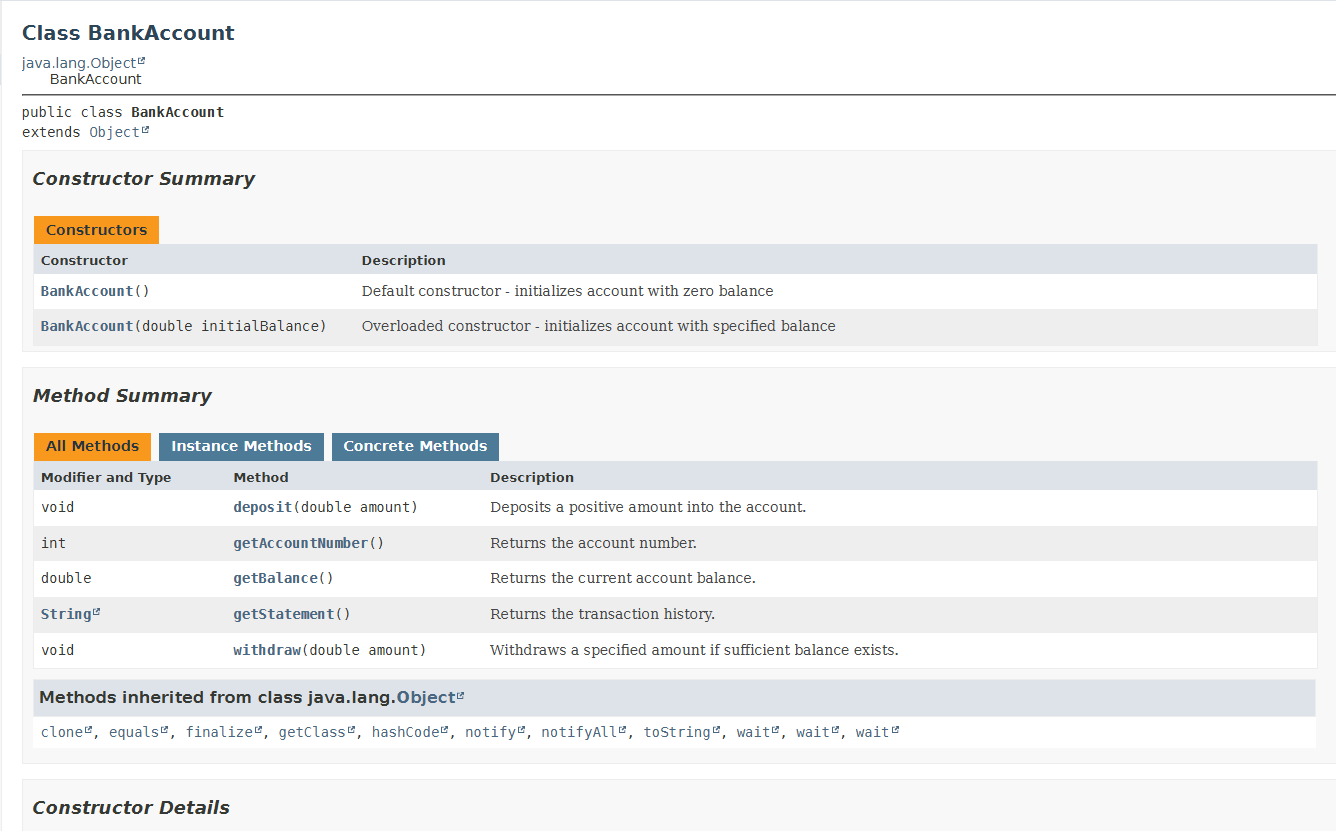 Class BankAccount
java.lang.Object
BankAccount
public class BankAccount
extends Object
Constructor Summary
Constructors
Constructor Description
BankAccount() Default constructor - initializes account with zero balance
BankAccount(double initialBalance) Overloaded constructor - initializes account with specified balance
Method Summary
All Methods Instance Methods Concrete Methods
Modifier and Type Method Description
void deposit(double amount) Deposits a positive amount into the account.
int getAccountNumber() Returns the account number.
double getBalance() Returns the current account balance.
String getStatement() Returns the transaction history.
void withdraw(double amount) Withdraws a specified amount if sufficient balance exists.
Methods inherited from class java.lang.Object
clone, equals, finalize, getClass, hashCode, notify, notifyAll, toString, wait, wait, wait
Constructor Details